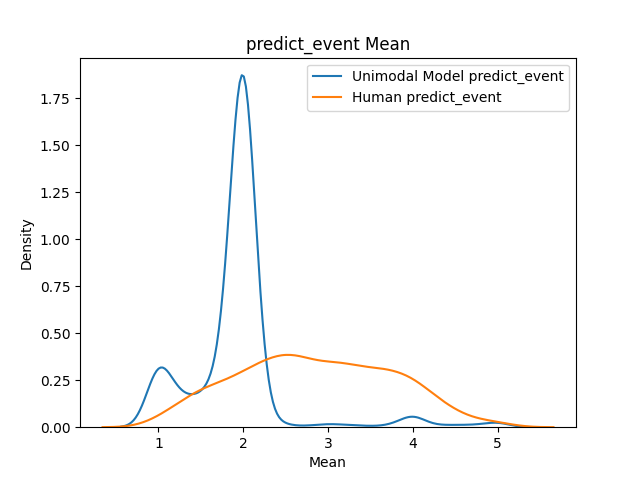 predict_event Mean
Unimodal Model predict_event
Human predict_event
1.75
1.50
1.25
1.00
0.75
0.50
0.25
0.00
Density
1 2 3 4 5
Mean